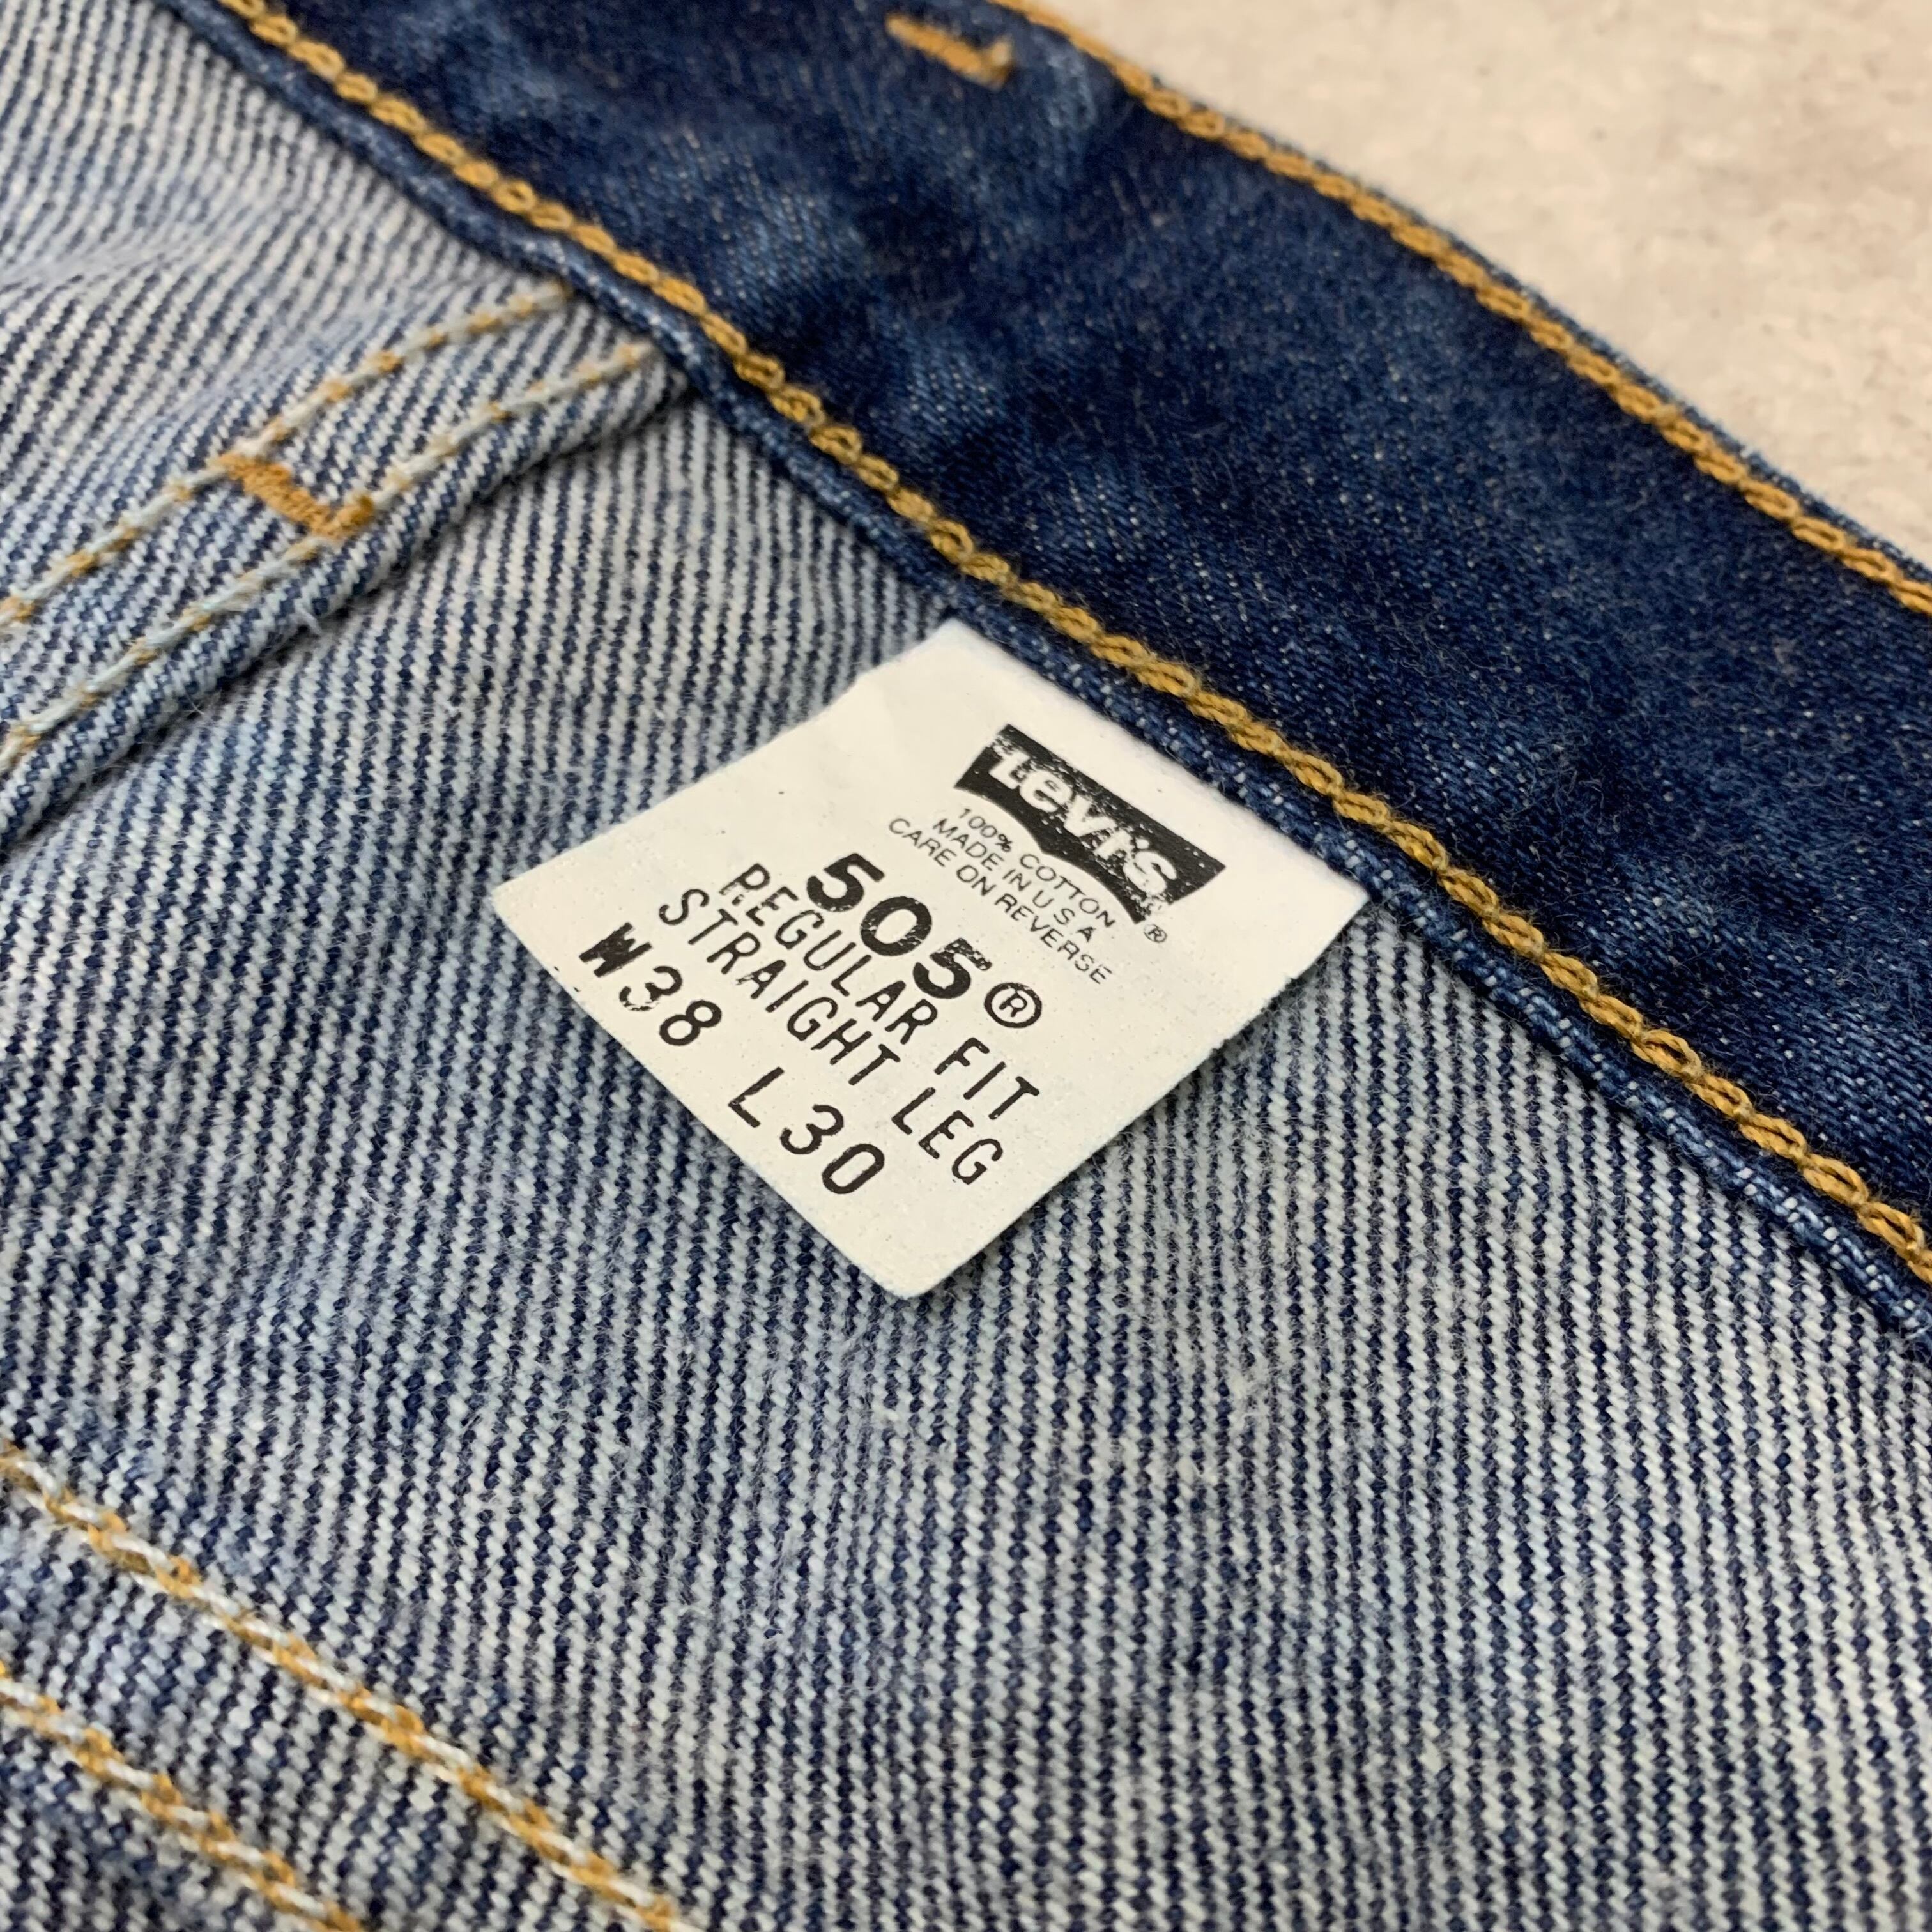 Levi's ®
100% COTTON
MADE IN U S A
CARE ON REVERSE
505®
REGULAR FIT
STRAIGHT LEG
W38 L30